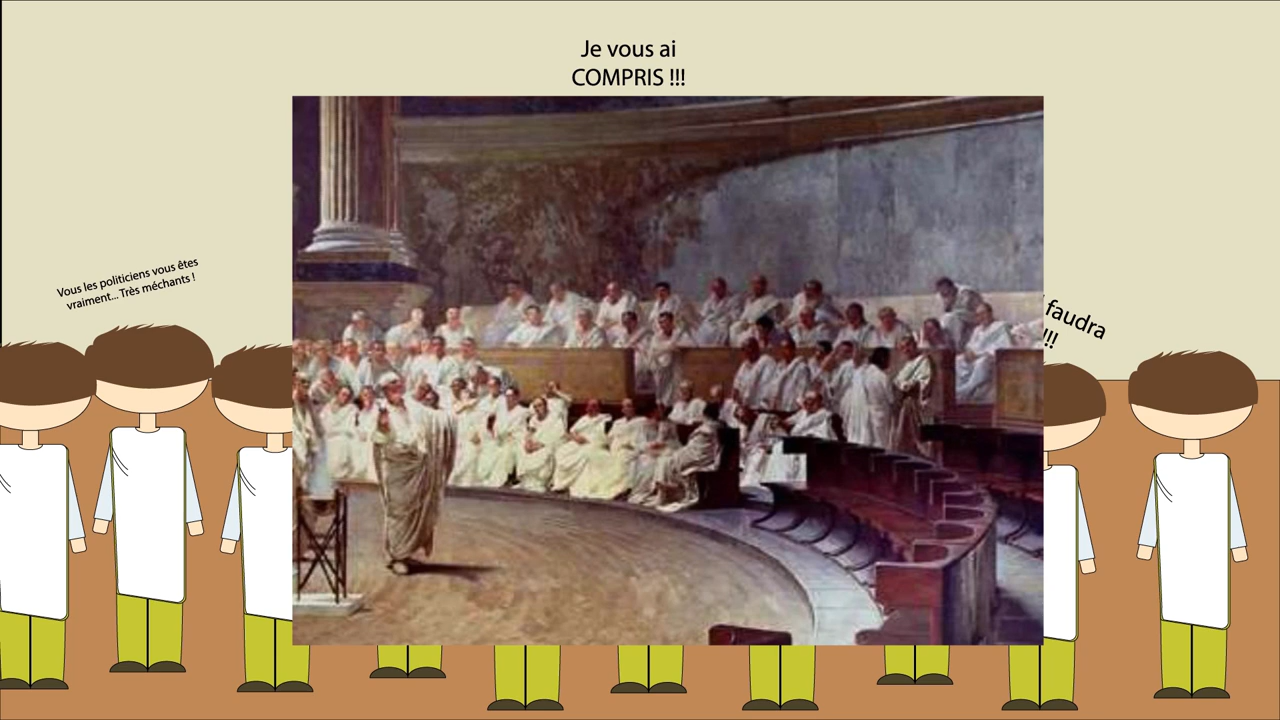 Je vous ai
COMPRIS !!!
Vous les politiciens vous êtes
vraiment... Très méchants !
faudra
!!!